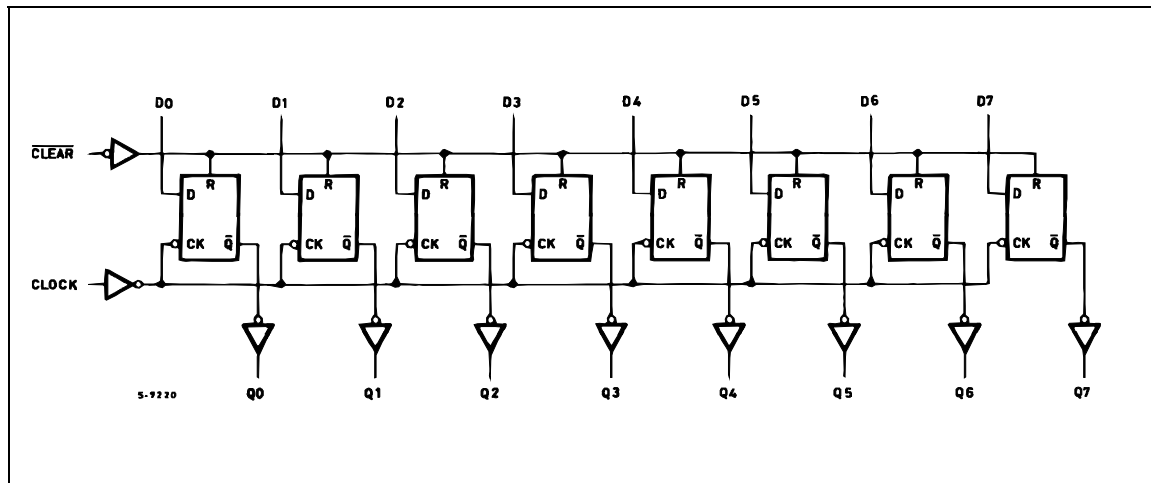 D0 D1 D2 D3 D4 D5 D6 D7
C̅L̅E̅A̅R̅
R R R R R R R R
D D D D D D D D
CK Q̅ CK Q̅ CK Q̅ CK Q̅ CK Q̅ CK Q̅ CK Q̅ CK Q̅
CLOCK
S-9220 Q0 Q1 Q2 Q3 Q4 Q5 Q6 Q7